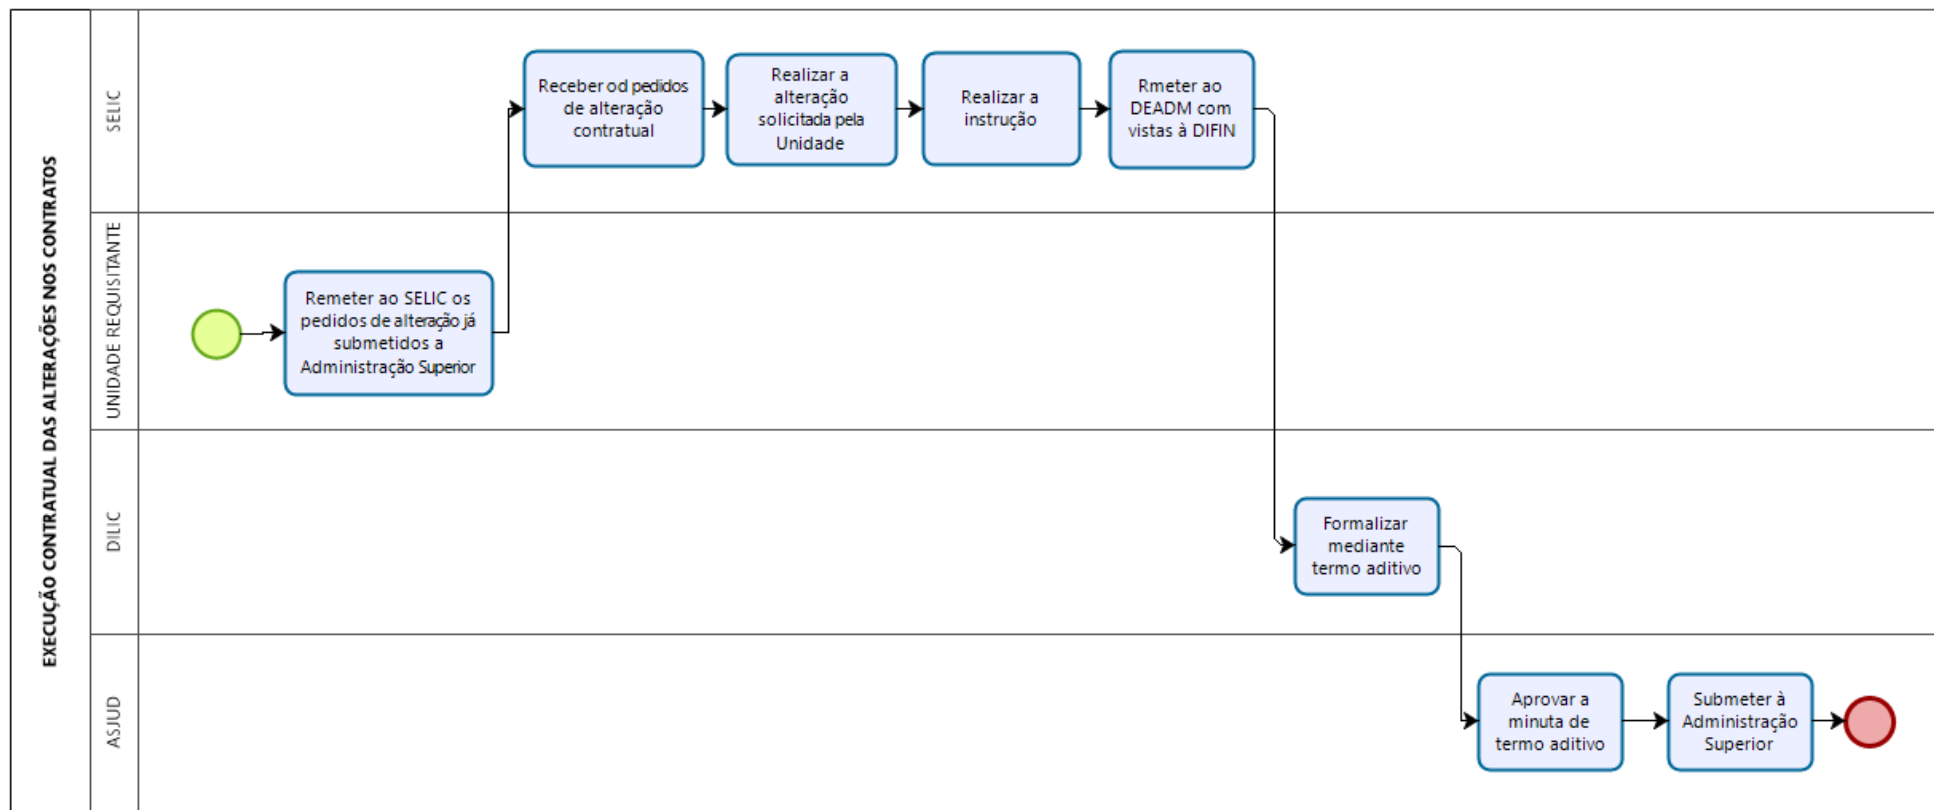 EXECUÇÃO CONTRATUAL DAS ALTERAÇÕES NOS CONTRATOS
SELIC
Receber od pedidos
de alteração
contratual
Realizar a
alteração
solicitada pela
Unidade
Realizar a
instrução
Rmeter ao
DEADM com
vistas à DIFIN
UNIDADE REQUISITANTE
Remeter ao SELIC os
pedidos de alteração já
submetidos a
Administração Superior
DILIC
Formalizar
mediante
termo aditivo
ASJUD
Aprovar a
minuta de
termo aditivo
Submeter à
Administração
Superior